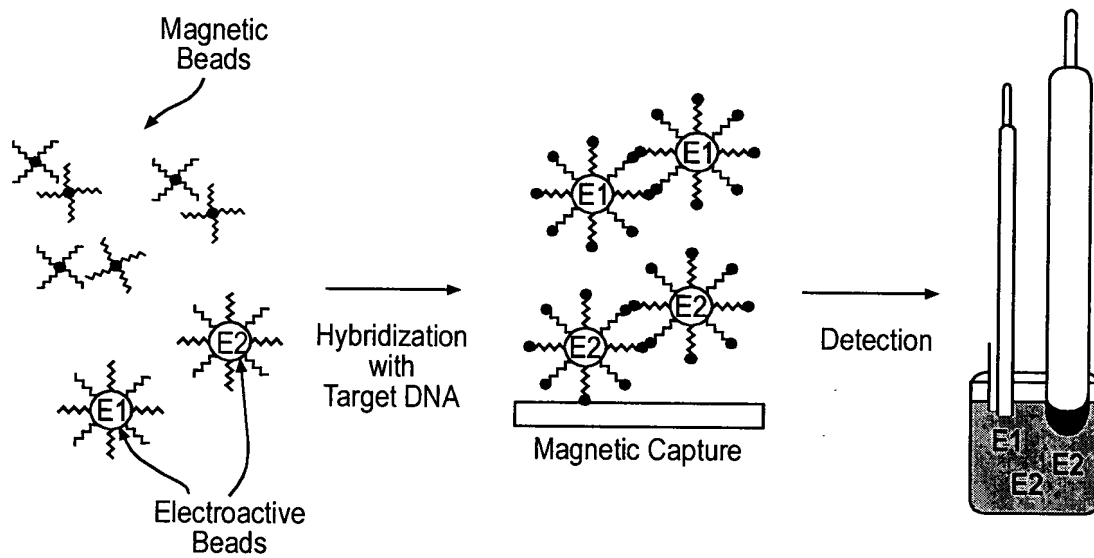 Magnetic
Beads
E2
E1
Electroactive
Beads
Hybridization
with
Target DNA
E1
E1
E2
E2
Magnetic Capture
Detection
E1
E2
E2